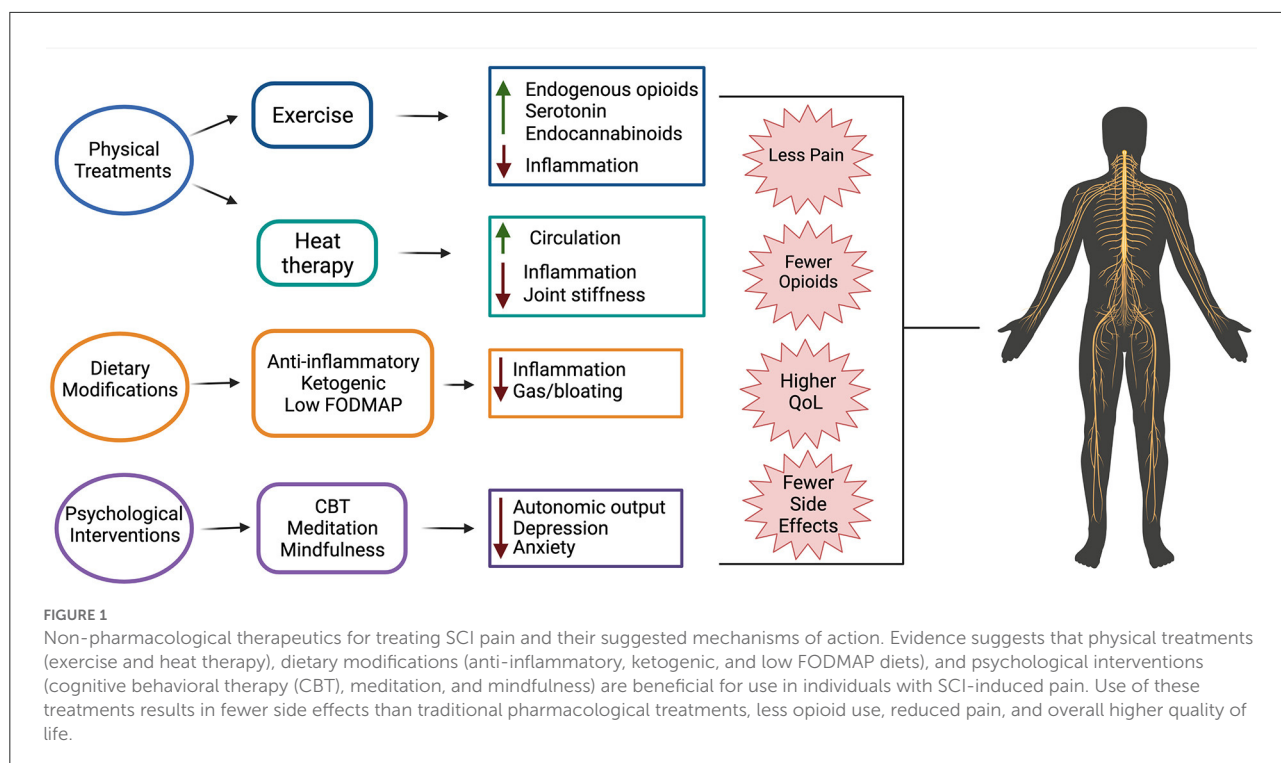 Physical
Treatments
Exercise
Endogenous opioids
Serotonin
Endocannabinoids
Inflammation
Heat
therapy
Circulation
Inflammation
Joint stiffness
Dietary
Modifications
Anti-inflammatory
Ketogenic
Low FODMAP
Inflammation
Gas/bloating
Psychological
Interventions
CBT
Meditation
Mindfulness
Autonomic output
Depression
Anxiety
Less Pain
Fewer
Opioids
Higher
QoL
Fewer
Side
Effects
FIGURE 1
Non-pharmacological therapeutics for treating SCI pain and their suggested mechanisms of action. Evidence suggests that physical treatments
(exercise and heat therapy), dietary modifications (anti-inflammatory, ketogenic, and low FODMAP diets), and psychological interventions
(cognitive behavioral therapy (CBT), meditation, and mindfulness) are beneficial for use in individuals with SCI-induced pain. Use of these
treatments results in fewer side effects than traditional pharmacological treatments, less opioid use, reduced pain, and overall higher quality of
life.